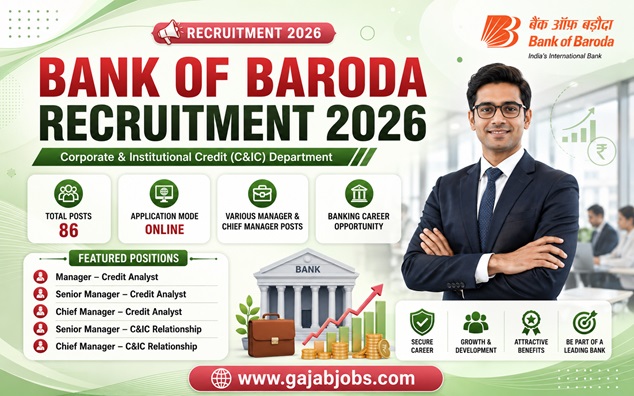 RECRUITMENT 2026
बैंक ऑफ़ बड़ौदा
Bank of Baroda
India's International Bank
BANK OF BARODA
RECRUITMENT 2026
Corporate & Institutional Credit (C&IC) Department
TOTAL POSTS
86
APPLICATION MODE
ONLINE
VARIOUS MANAGER &
CHIEF MANAGER POSTS
BANKING CAREER
OPPORTUNITY
FEATURED POSITIONS
Manager – Credit Analyst
Senior Manager – Credit Analyst
Chief Manager – Credit Analyst
Senior Manager – C&IC Relationship
Chief Manager – C&IC Relationship
BANK
₹
SECURE
CAREER
GROWTH &
DEVELOPMENT
ATTRACTIVE
BENEFITS
BE PART OF A
LEADING BANK
www.gajabjobs.com